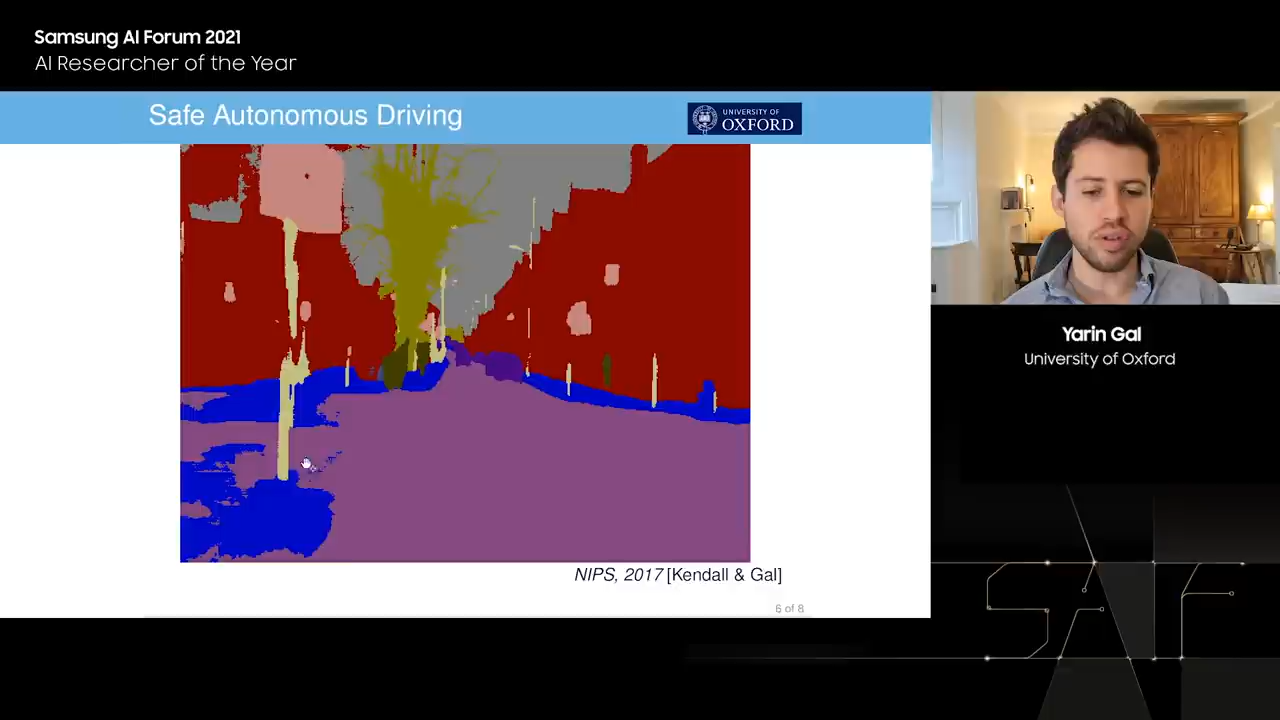 Samsung AI Forum 2021
AI Researcher of the Year
Safe Autonomous Driving
UNIVERSITY OF
OXFORD
Yarin Gal
University of Oxford
NIPS, 2017 [Kendall & Gal]
6 of 8
SAIF